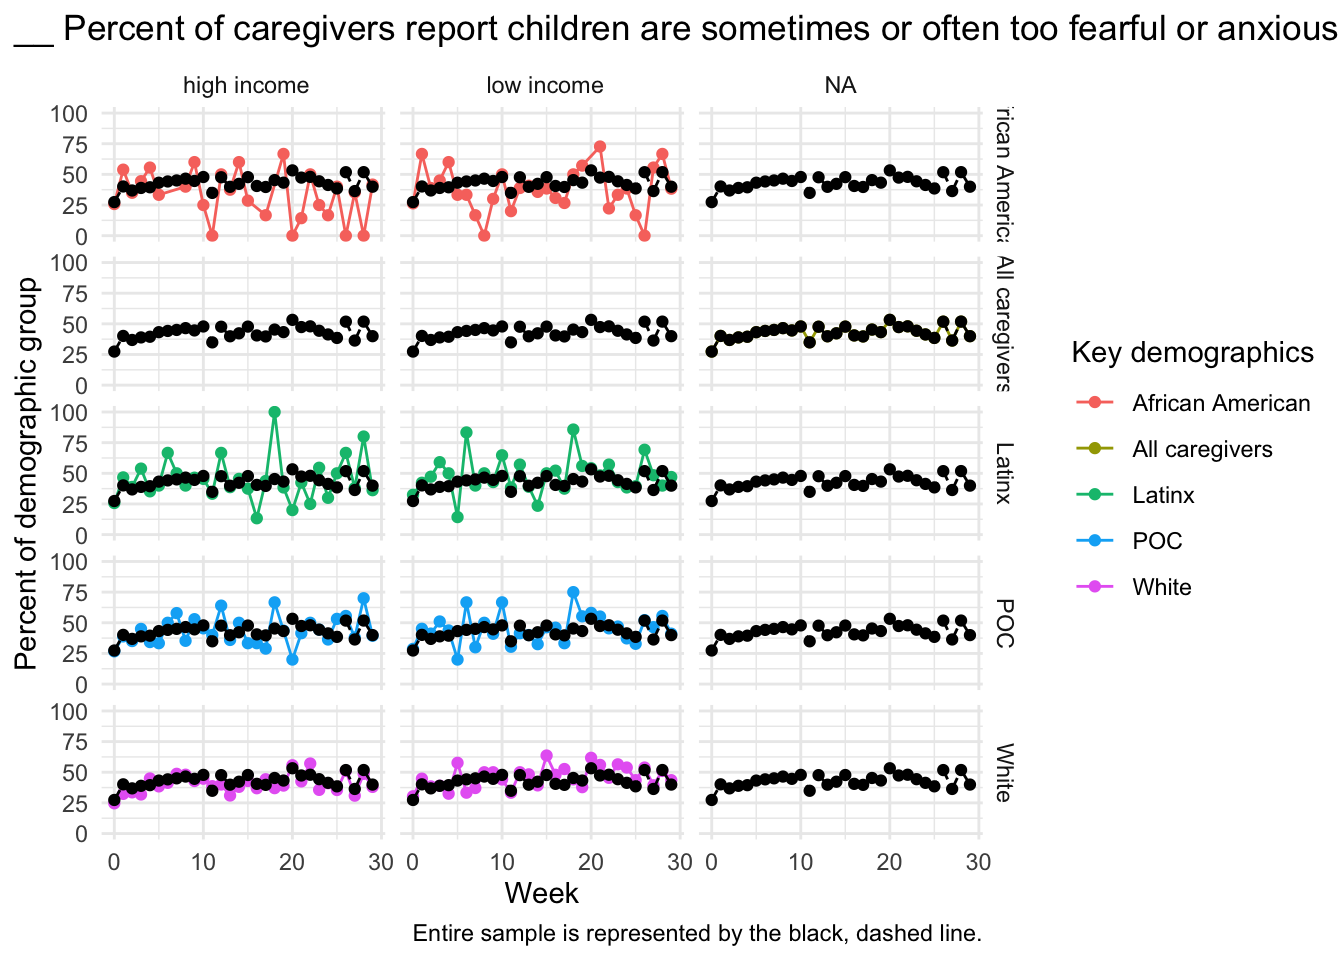 __ Percent of caregivers report children are sometimes or often too fearful or anxious
high income low income NA
100
75
50
25
0
rican Americ
100
75
50
25
0
All caregivers
100
75
50
25
0
Latinx
100
75
50
25
0
POC
100
75
50
25
0
White
0 10 20 30 0 10 20 30 0 10 20 30
Week
Percent of demographic group
Key demographics
African American
All caregivers
Latinx
POC
White
Entire sample is represented by the black, dashed line.